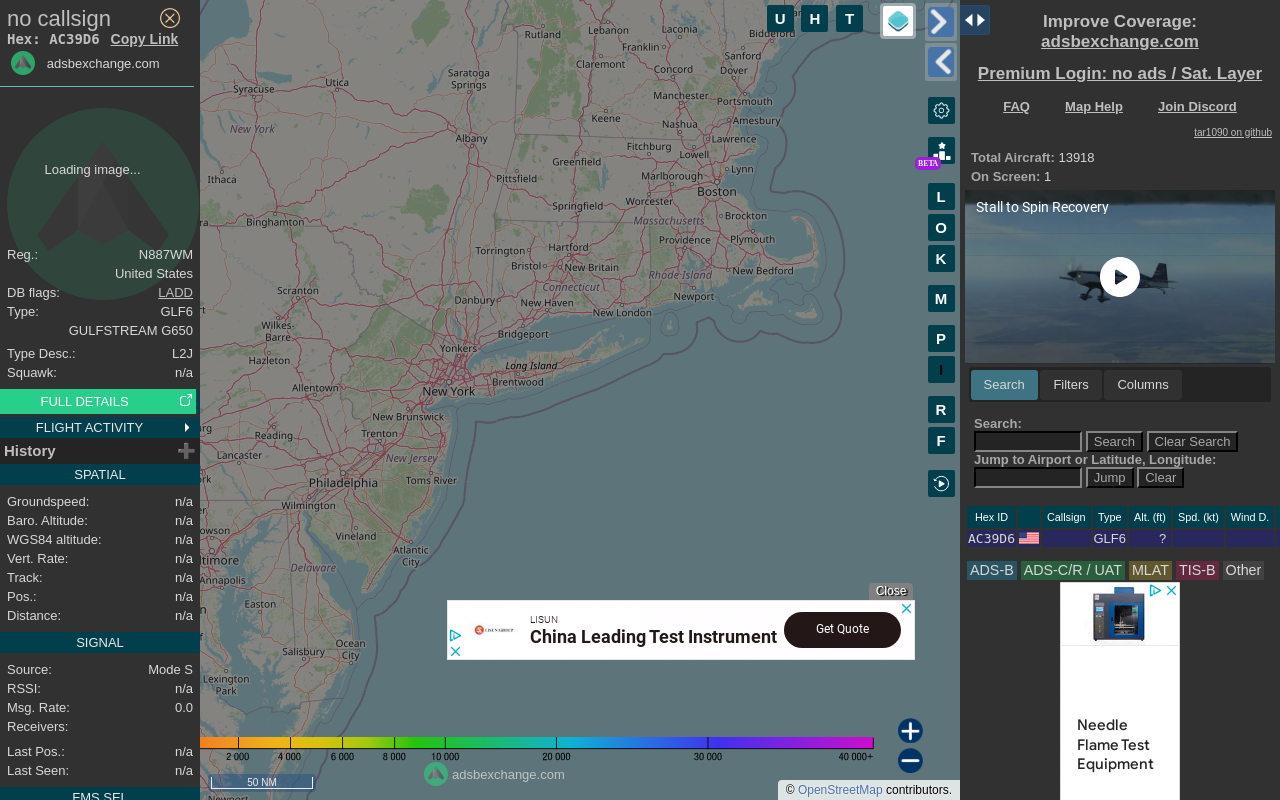 no callsign
Hex: AC39D6 Copy Link
adsbexchange.com
Loading image...
Reg.: N887WM
United States
DB flags: LADD
Type: GLF6
GULFSTREAM G650
Type Desc.: L2J
Squawk: n/a
FULL DETAILS
FLIGHT ACTIVITY
History
SPATIAL
Groundspeed: n/a
Baro. Altitude: n/a
WGS84 altitude: n/a
Vert. Rate: n/a
Track: n/a
Pos.: n/a
Distance: n/a
SIGNAL
Source: Mode S
RSSI: n/a
Msg. Rate: 0.0
Receivers:
Last Pos.: n/a
Last Seen: n/a
FMS SEL
U H T
BETA
L
O
K
M
P
I
R
F
Rutland
Lebanon
Laconia
Biddeford
Franklin
Claremont
Concord
Sanford
Dover
Utica
Saratoga
Springs
Syracuse
Manchester
Portsmouth
Keene
Nashua
Amesbury
New York
Albany
Fitchburg
Lawrence
Lowell
Greenfield
Lynn
Ithaca
Pittsfield
Marlborough
Boston
Worcester
Springfield
Massachusetts
Brockton
Binghamton
Providence
Plymouth
Torrington
Hartford
Bristol
New Britain
Rhode Island
New Bedford
Connecticut
Newport
Scranton
Danbury
New Haven
New London
Wilkes-
Barre
Bridgeport
Yonkers
Hazleton
Long Island
Brentwood
Allentown
New York
New Brunswick
Reading
Trenton
Lancaster
New Jersey
Philadelphia
Toms River
Wilmington
Vineland
Atlantic
City
Delaware
Annapolis
Easton
Ocean
City
Salisbury
Lexington
Park
Close
LISUN
China Leading Test Instrument
Get Quote
LISUN GROUP
2 000 4 000 6 000 8 000 10 000 20 000 30 000 40 000+
adsbexchange.com
50 NM
© OpenStreetMap contributors.
Improve Coverage:
adsbexchange.com
Premium Login: no ads / Sat. Layer
FAQ Map Help Join Discord
tar1090 on github
Total Aircraft: 13918
On Screen: 1
Stall to Spin Recovery
Search Filters Columns
Search:
Search Clear Search
Jump to Airport or Latitude, Longitude:
Jump Clear
Hex ID Callsign Type Alt. (ft) Spd. (kt) Wind D.
AC39D6 GLF6 ?
ADS-B ADS-C/R / UAT MLAT TIS-B Other
Needle
Flame Test
Equipment